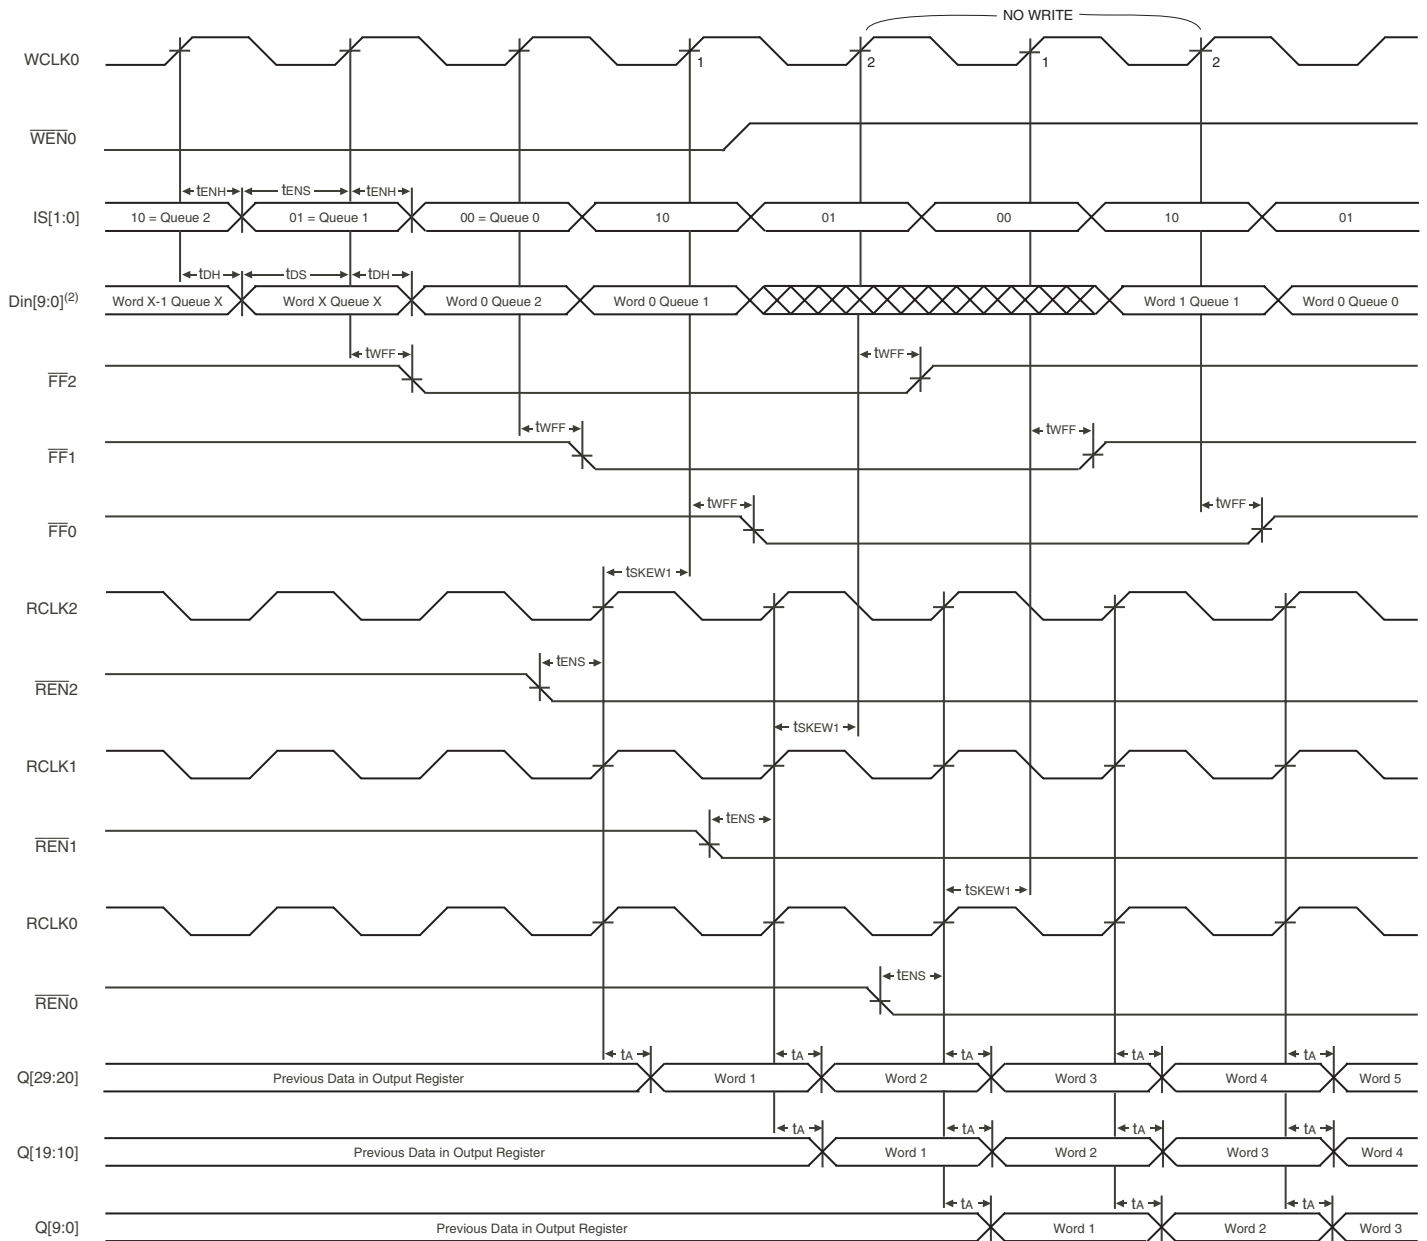 NO WRITE
WCLK0
1
2
1
2
WEN0
tENH
tENS
tENH
IS[1:0]
10 = Queue 2
01 = Queue 1
00 = Queue 0
10
01
00
10
01
tDH
tDS
tDH
Din[9:0](2)
Word X-1 Queue X
Word X Queue X
Word 0 Queue 2
Word 0 Queue 1
Word 1 Queue 1
Word 0 Queue 0
tWFF
tWFF
FF2
tWFF
tWFF
FF1
tWFF
tWFF
FF0
tSKEW1
RCLK2
tENS
REN2
tSKEW1
RCLK1
tENS
REN1
tSKEW1
RCLK0
tENS
REN0
tA
tA
tA
tA
tA
Q[29:20]
Previous Data in Output Register
Word 1
Word 2
Word 3
Word 4
Word 5
tA
tA
tA
tA
Q[19:10]
Previous Data in Output Register
Word 1
Word 2
Word 3
Word 4
tA
tA
tA
Q[9:0]
Previous Data in Output Register
Word 1
Word 2
Word 3